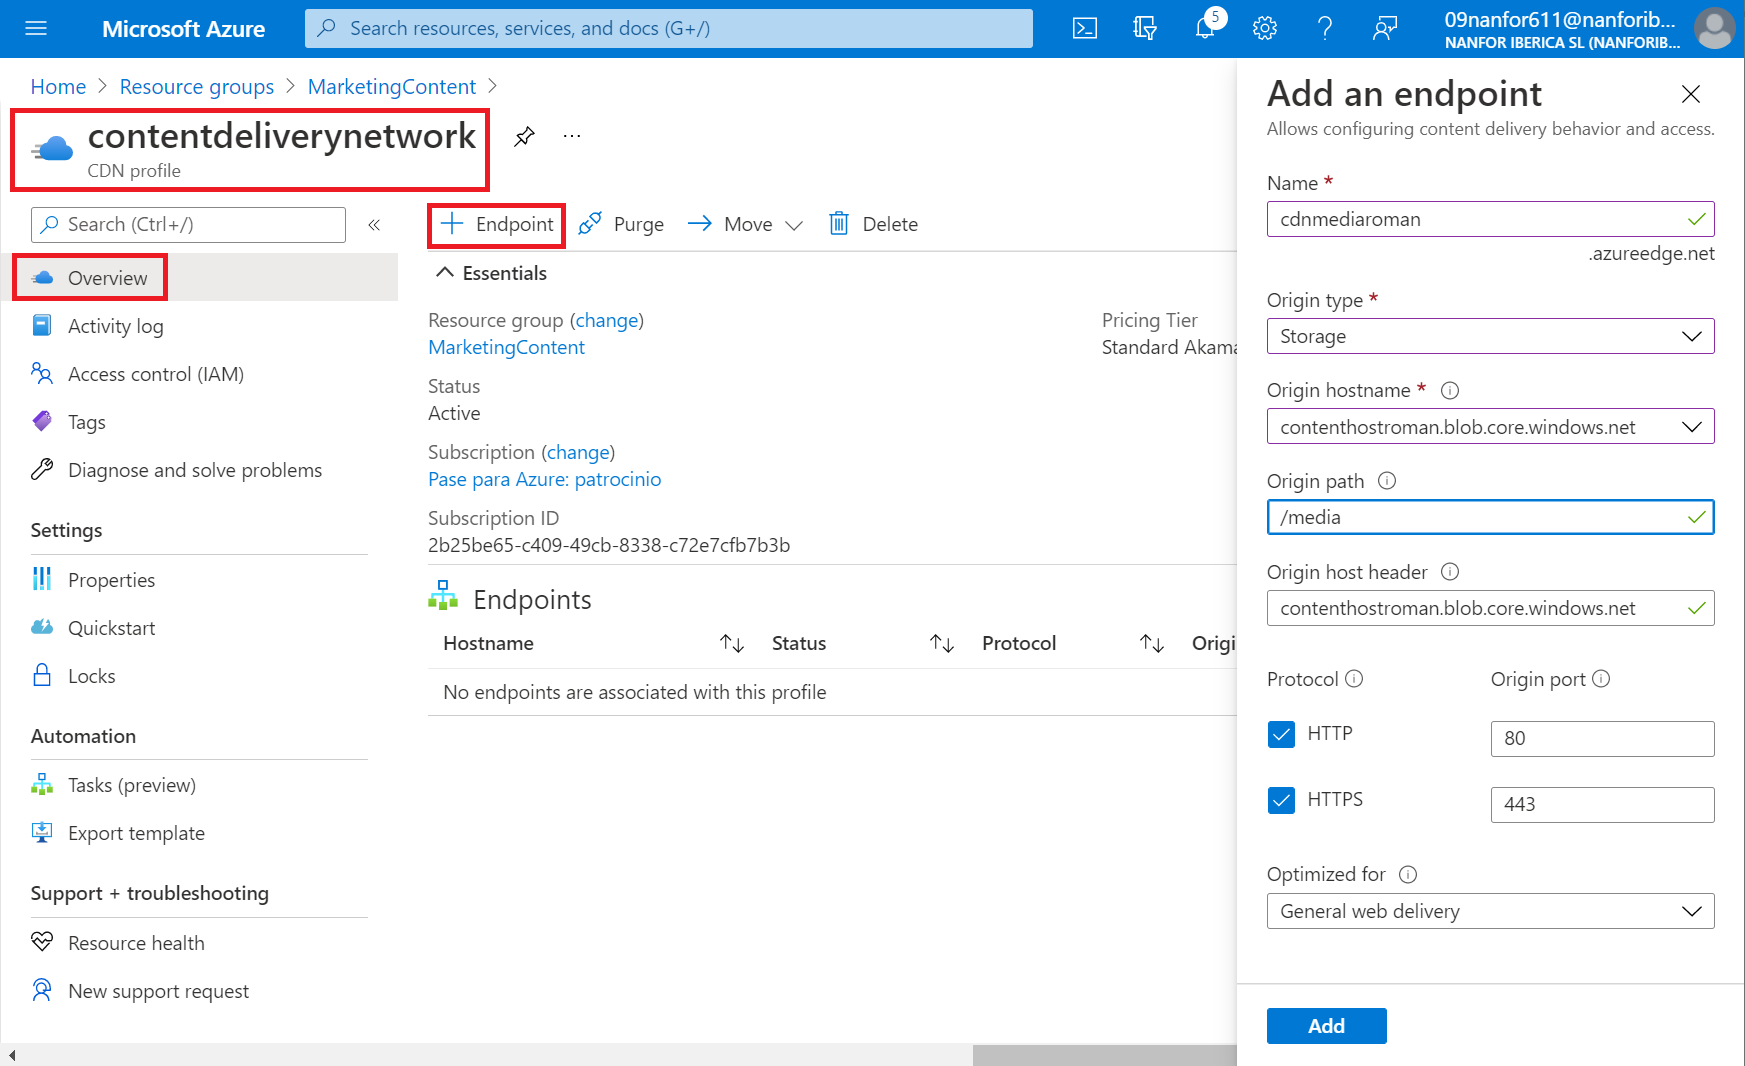 Microsoft Azure
Search resources, services, and docs (G+/)
5
09nanfor611@nanforib...
NANFOR IBERICA SL (NANFORIB...
Home > Resource groups > MarketingContent >
contentdeliverynetwork
CDN profile
...
Search (Ctrl+/)
«
Overview
Activity log
Access control (IAM)
Tags
Diagnose and solve problems
Settings
Properties
Quickstart
Locks
Automation
Tasks (preview)
Export template
Support + troubleshooting
Resource health
New support request
Endpoint
Purge
Move
Delete
Essentials
Resource group (change)
MarketingContent
Status
Active
Subscription (change)
Pase para Azure: patrocinio
Subscription ID
2b25be65-c409-49cb-8338-c72e7cfb7b3b
Pricing Tier
Standard Akama
Endpoints
Hostname Status Protocol Origi
No endpoints are associated with this profile
Add an endpoint
Allows configuring content delivery behavior and access.
Name *
cdnmediaroman
.azureedge.net
Origin type *
Storage
Origin hostname *
contenthostroman.blob.core.windows.net
Origin path
/media
Origin host header
contenthostroman.blob.core.windows.net
Protocol Origin port
HTTP 80
HTTPS 443
Optimized for
General web delivery
Add